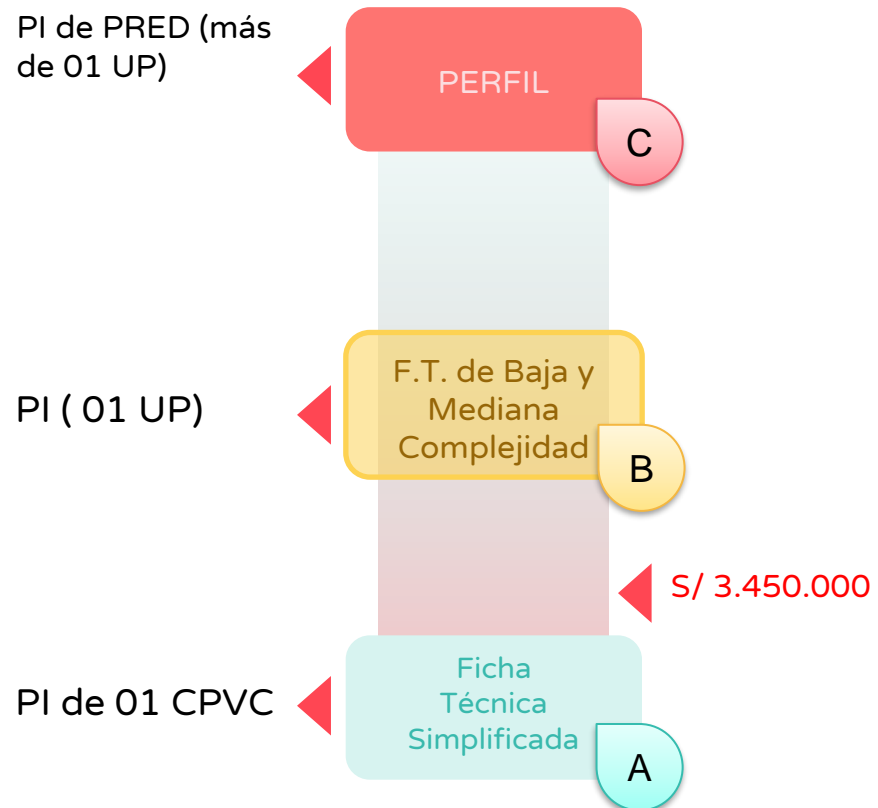 PI de PRED (más
de 01 UP)
PERFIL
C
PI ( 01 UP)
F.T. de Baja y
Mediana
Complejidad
B
S/ 3.450.000
PI de 01 CPVC
Ficha
Técnica
Simplificada
A